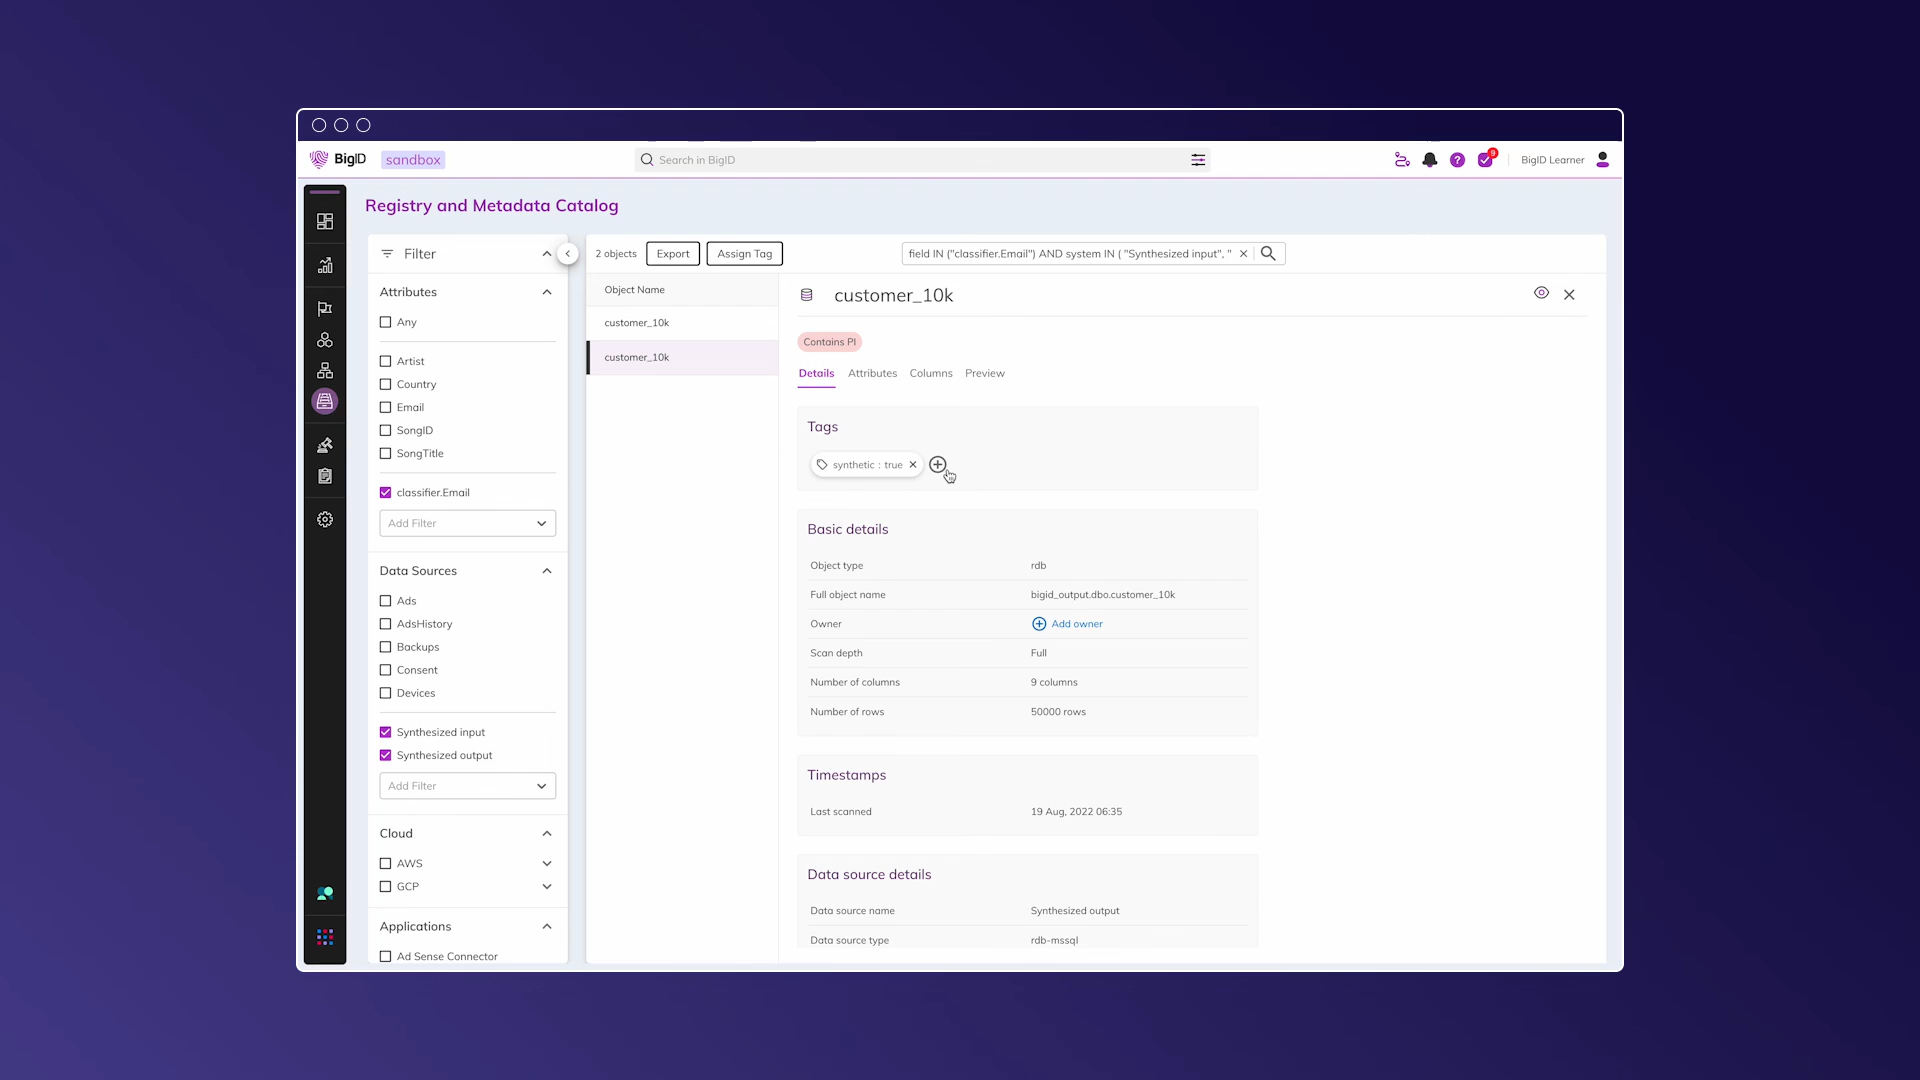 BigID
sandbox
Search in BigID
9
BigID Learner
Registry and Metadata Catalog
Filter
Attributes
Any
Artist
Country
Email
SongID
SongTitle
classifier.Email
Add Filter
Data Sources
Ads
AdsHistory
Backups
Consent
Devices
Synthesized input
Synthesized output
Add Filter
Cloud
AWS
GCP
Applications
Ad Sense Connector
2 objects
Export
Assign Tag
field IN ("classifier.Email") AND system IN ( "Synthesized input", "
Object Name
customer_10k
customer_10k
customer_10k
Contains PI
Details
Attributes
Columns
Preview
Tags
synthetic : true
Basic details
Object type rdb
Full object name bigid_output.dbo.customer_10k
Owner Add owner
Scan depth Full
Number of columns 9 columns
Number of rows 50000 rows
Timestamps
Last scanned 19 Aug, 2022 06:35
Data source details
Data source name Synthesized output
Data source type rdb-mssql